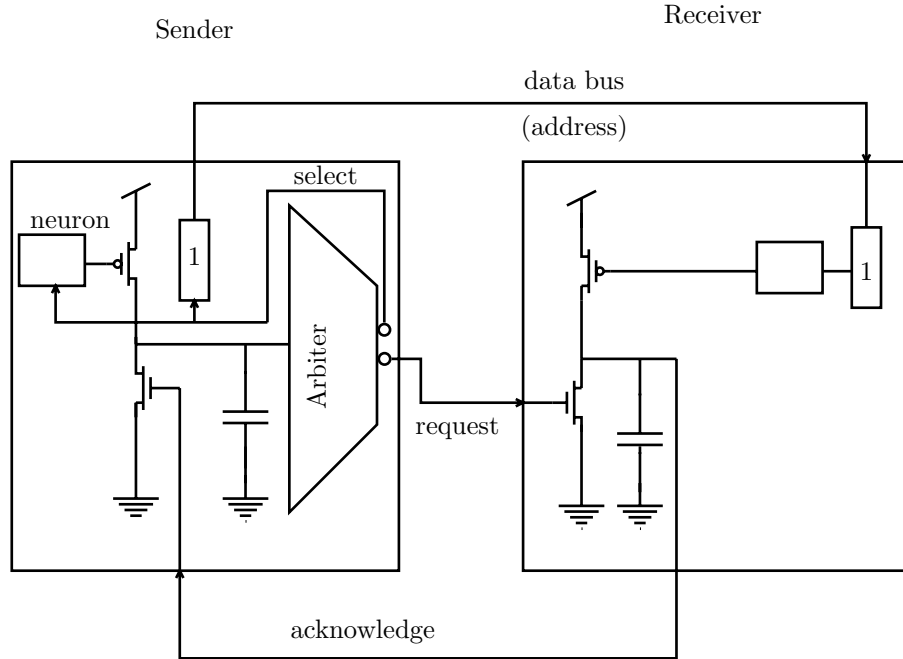 Sender
Receiver
data bus
(address)
select
neuron
1
1
Arbiter
request
acknowledge